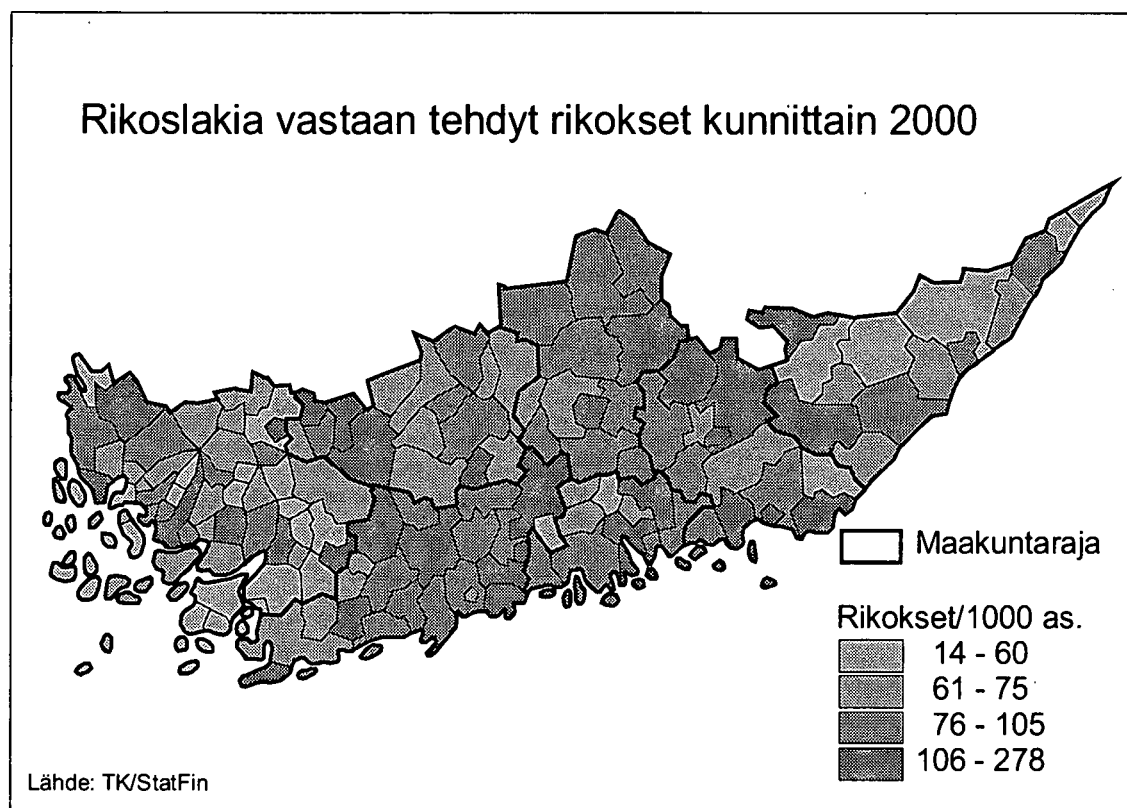 Rikoslakia vastaan tehdyt rikokset kunnittain 2000
Maakuntaraja
Rikokset/1000 as.
14 - 60
61 - 75
76 - 105
106 - 278
Lähde: TK/StatFin